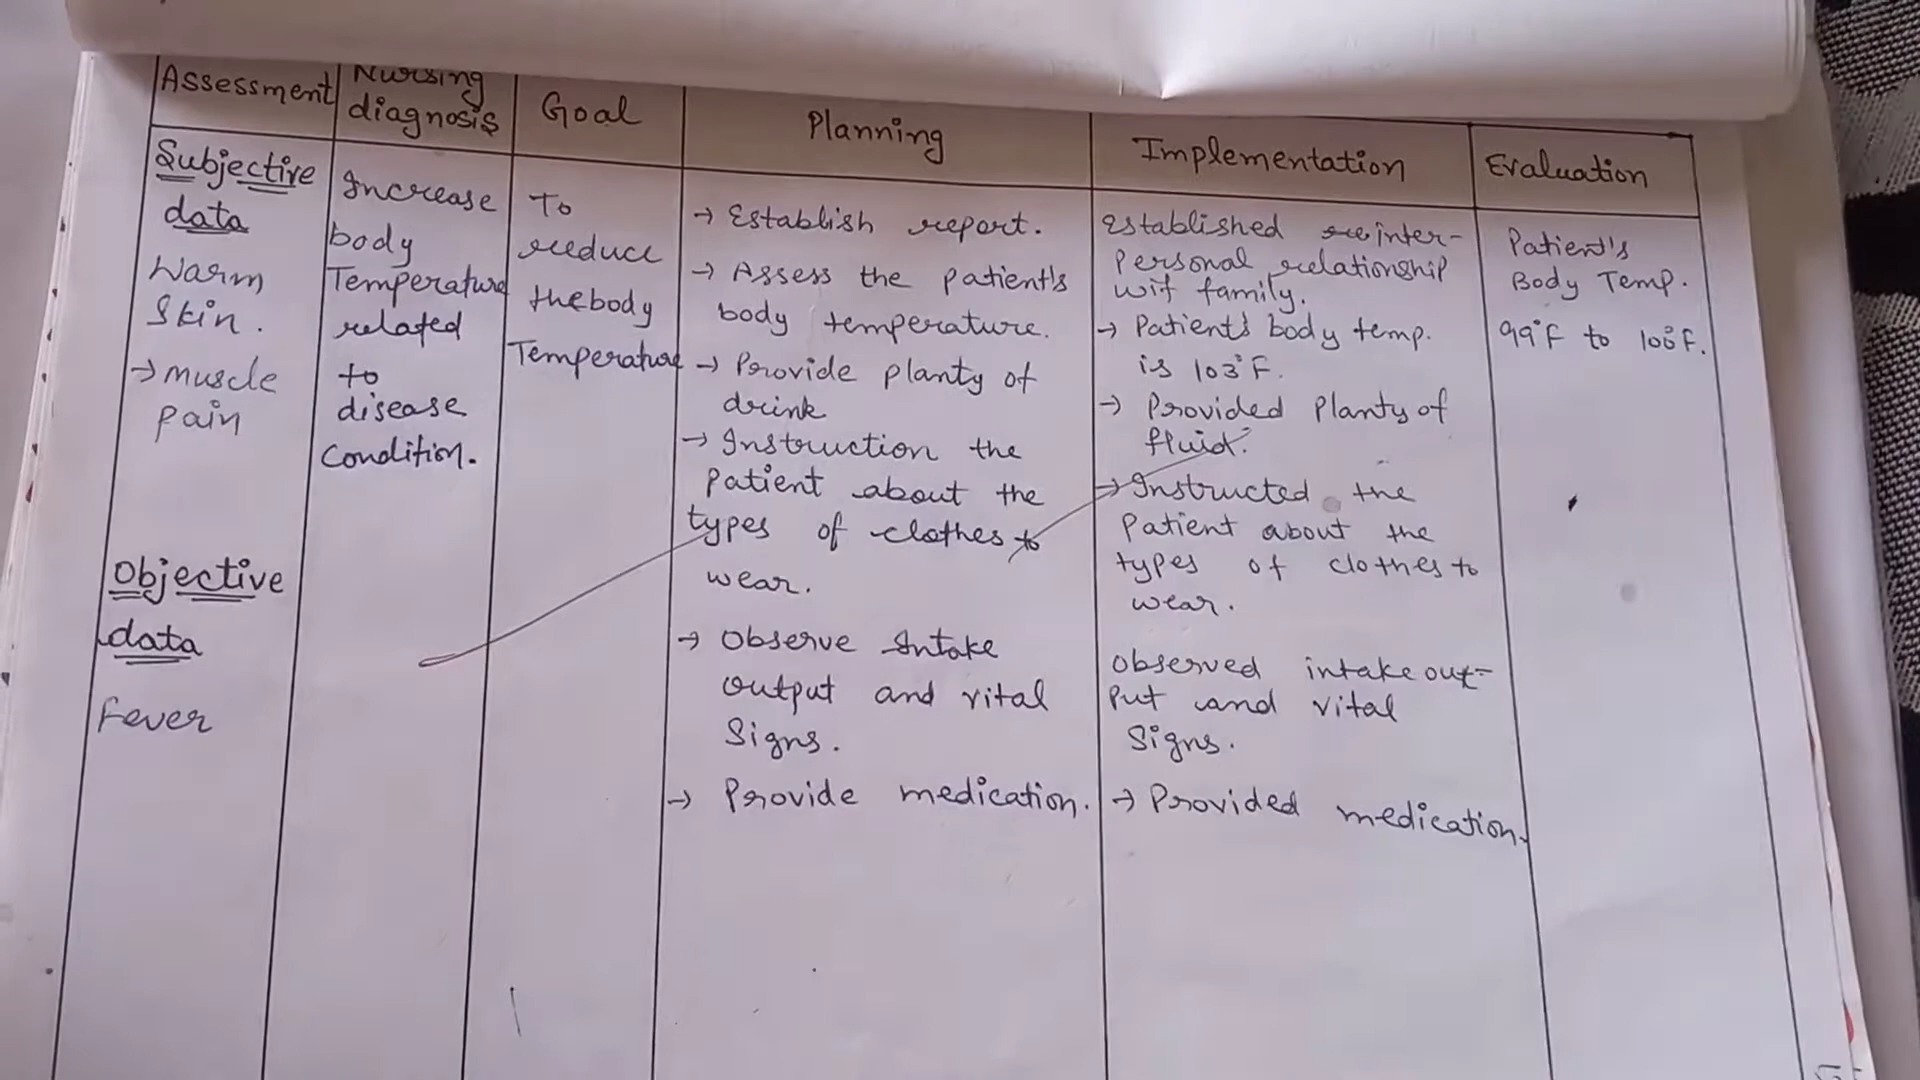 Assessment
Nursing
diagnosis
Goal
Planning
Implementation
Evaluation
Subjective
data
Warm
Skin.
→ muscle
pain
Objective
data
Fever
Increase
body
Temperature
related
to
disease
Condition.
To
reduce
the body
Temperature
→ Establish report.
→ Assess the patient's
body temperature.
→ Provide planty of
drink
→ Instruction the
patient about the
types of clothes to
wear.
→ Observe Intake
output and vital
Signs.
→ Provide medication.
Established inter-
personal relationship
wit family.
→ Patient's body temp.
is 103°F.
→ Provided planty of
fluid.
→ Instructed the
patient about the
types of clothes to
wear.
observed intake out-
put and vital
Signs.
→ Provided medication.
Patient's
Body Temp.
99°F to 100°F.